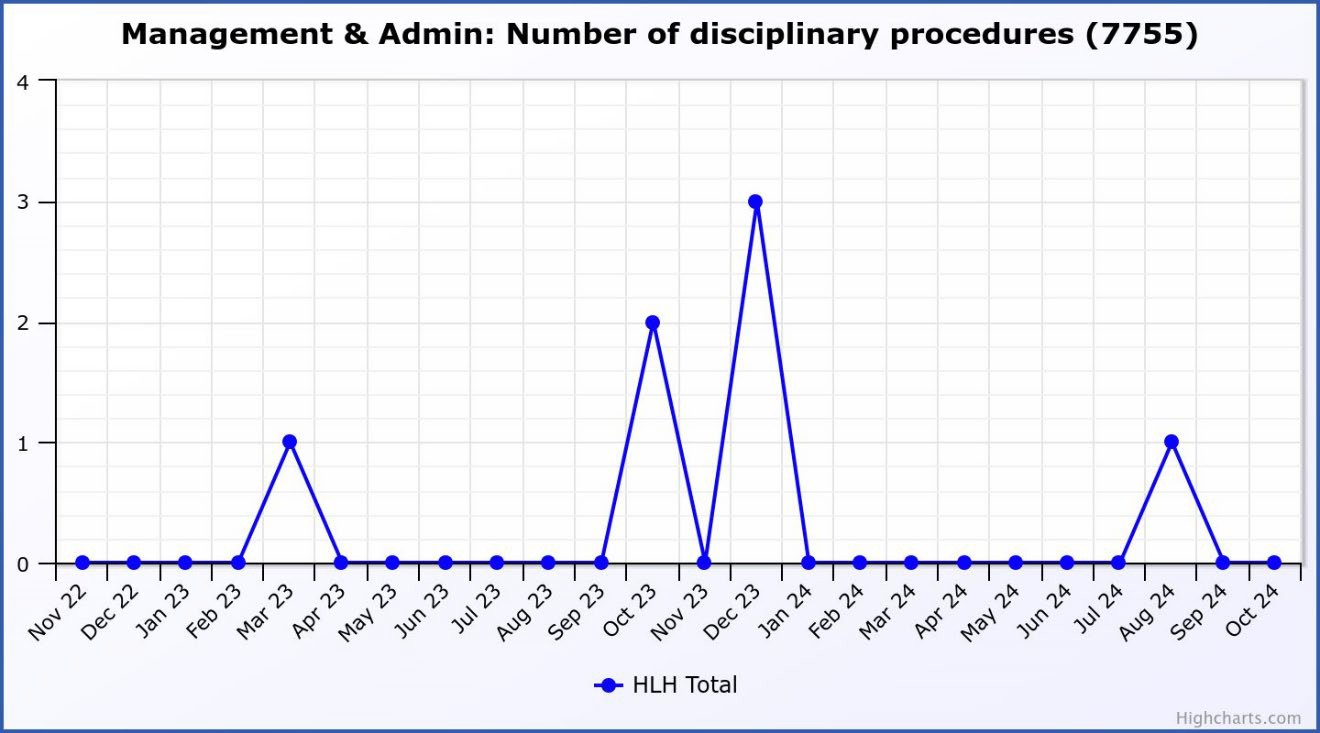 Management & Admin: Number of disciplinary procedures (7755)
4
3
2
1
0
Nov 22
Dec 22
Jan 23
Feb 23
Mar 23
Apr 23
May 23
Jun 23
Jul 23
Aug 23
Sep 23
Oct 23
Nov 23
Dec 23
Jan 24
Feb 24
Mar 24
Apr 24
May 24
Jun 24
Jul 24
Aug 24
Sep 24
Oct 24
HLH Total
Highcharts.com